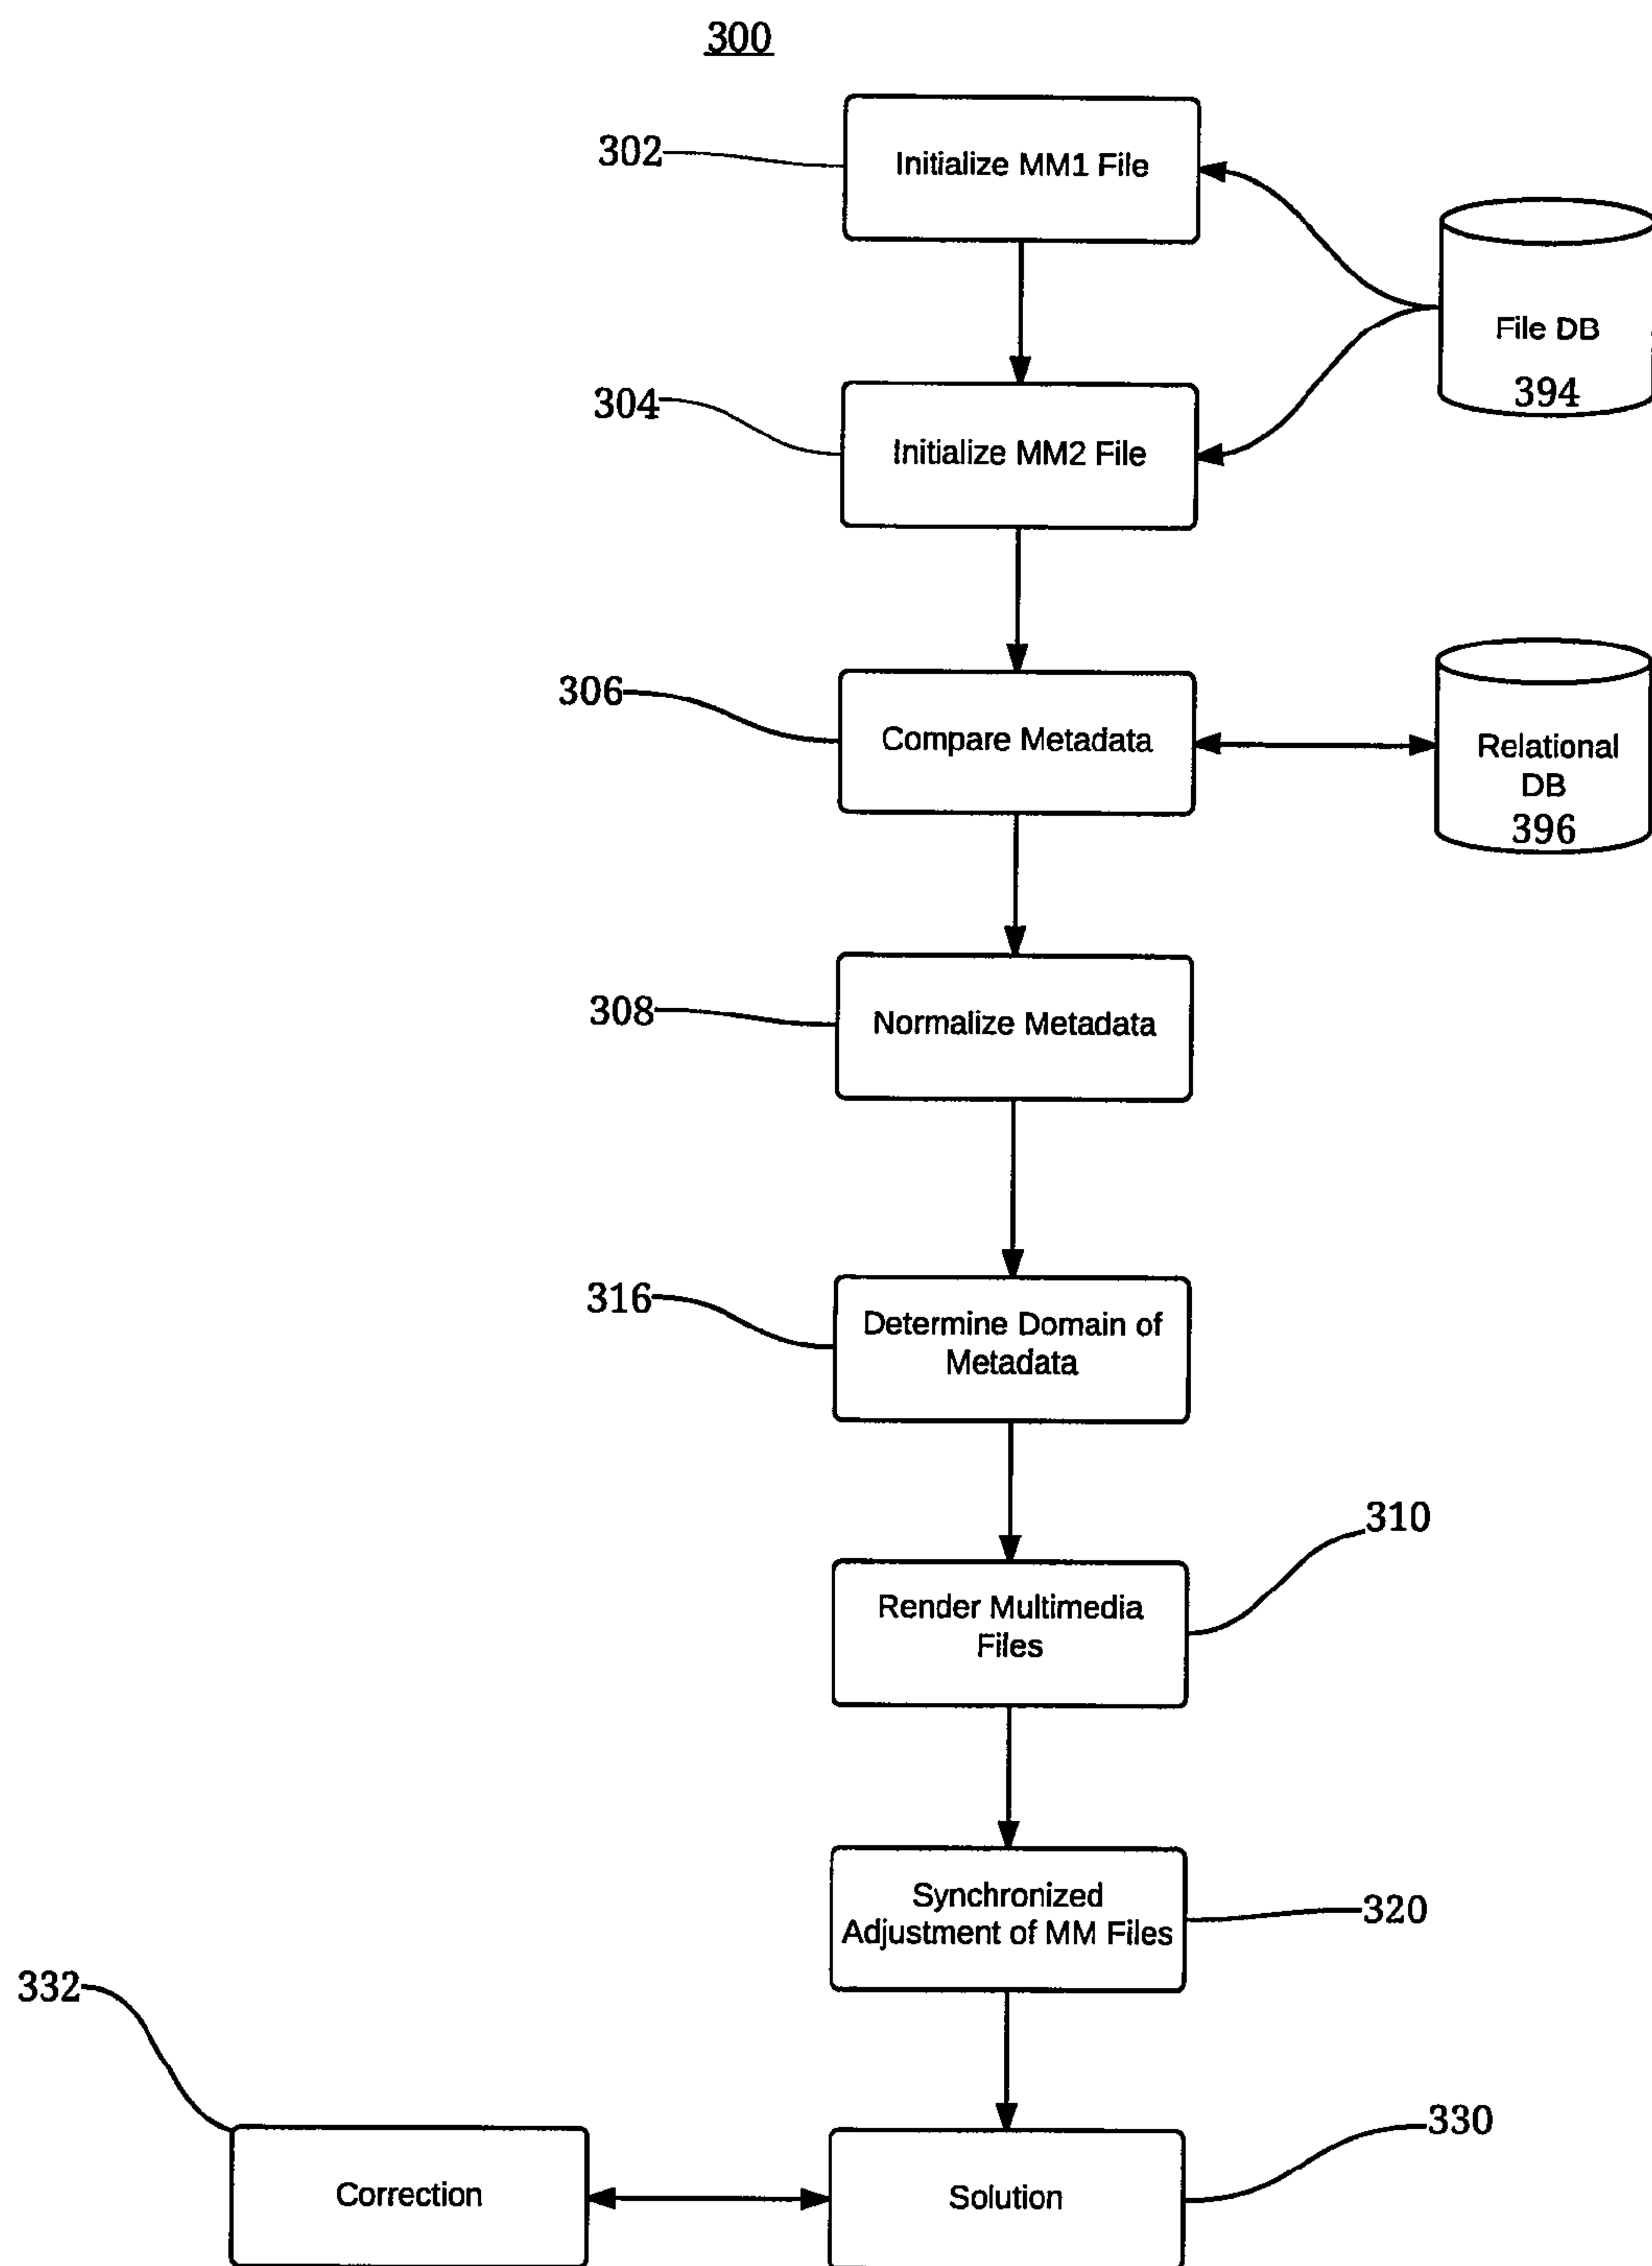 300
302
Initialize MM1 File
File DB
394
304
Initialize MM2 File
306
Compare Metadata
Relational
DB
396
308
Normalize Metadata
316
Determine Domain of
Metadata
310
Render Multimedia
Files
320
Synchronized
Adjustment of MM Files
332
330
Correction
Solution